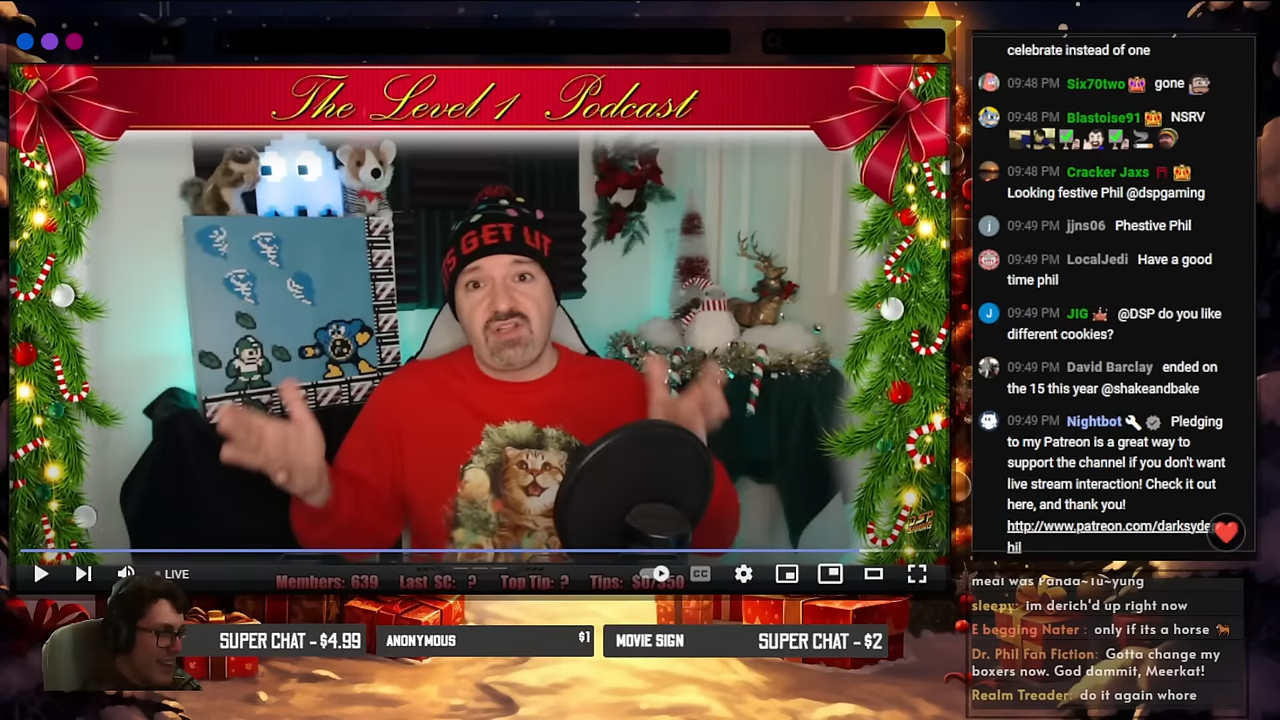 The Level 1 Podcast
S GET UT
LIVE
CC
Members: 639 Last SC: ? Top Tip: ? Tips: $0/350
celebrate instead of one
09:48 PM Six70two gone
09:48 PM Blastoise91 NSRV
09:48 PM Cracker Jaxs
Looking festive Phil @dspgaming
09:49 PM jjns06 Phestive Phil
09:49 PM LocalJedi Have a good
time phil
09:49 PM JIG @DSP do you like
different cookies?
09:49 PM David Barclay ended on
the 15 this year @shakeandbake
09:49 PM Nightbot Pledging
to my Patreon is a great way to
support the channel if you don't want
live stream interaction! Check it out
here, and thank you!
http://www.patreon.com/darksydep
hil
meal was Panda~Tu~yung
sleepy: im derich'd up right now
E begging Nater : only if its a horse
Dr. Phil Fan Fiction: Gotta change my
boxers now. God dammit, Meerkat!
Realm Treader: do it again whore
SUPER CHAT - $4.99
ANONYMOUS $1
MOVIE SIGN SUPER CHAT - $2